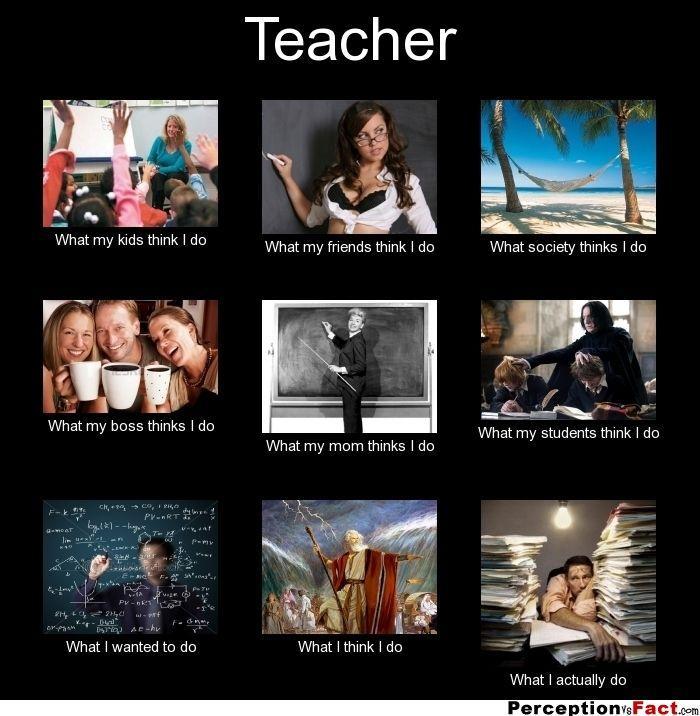 Teacher
What my kids think I do
What my friends think I do
What society thinks I do
What my boss thinks I do
What my mom thinks I do
What my students think I do
What I wanted to do
What I think I do
What I actually do
PerceptionvsFact.com